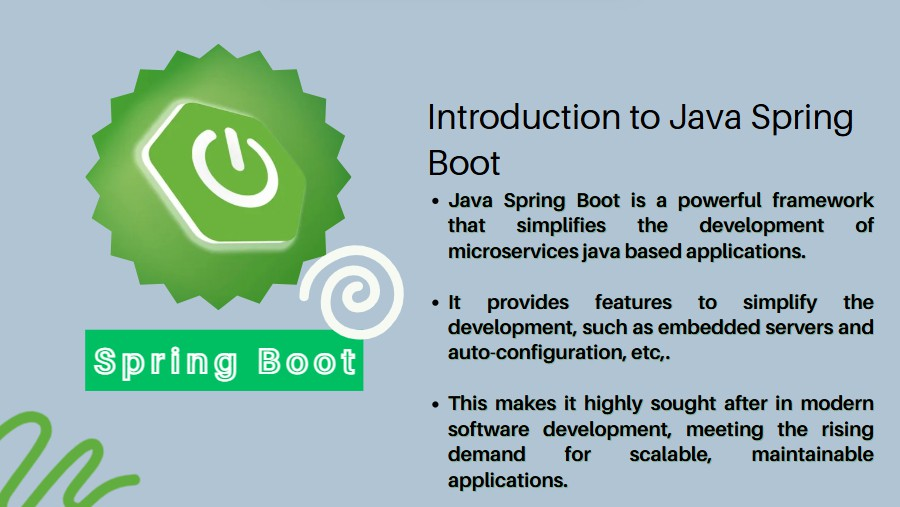 Introduction to Java Spring
Boot
• Java Spring Boot is a powerful framework
that simplifies the development of
microservices java based applications.
• It provides features to simplify the
development, such as embedded servers and
auto-configuration, etc,.
• This makes it highly sought after in modern
software development, meeting the rising
demand for scalable, maintainable
applications.
Spring Boot